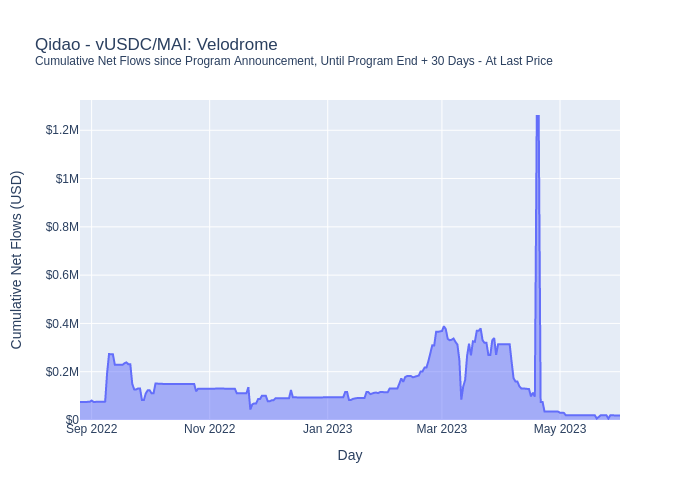 Qidao - vUSDC/MAI: Velodrome
Cumulative Net Flows since Program Announcement, Until Program End + 30 Days - At Last Price
Cumulative Net Flows (USD)
$1.2M
$1M
$0.8M
$0.6M
$0.4M
$0.2M
$0
Sep 2022 Nov 2022 Jan 2023 Mar 2023 May 2023
Day